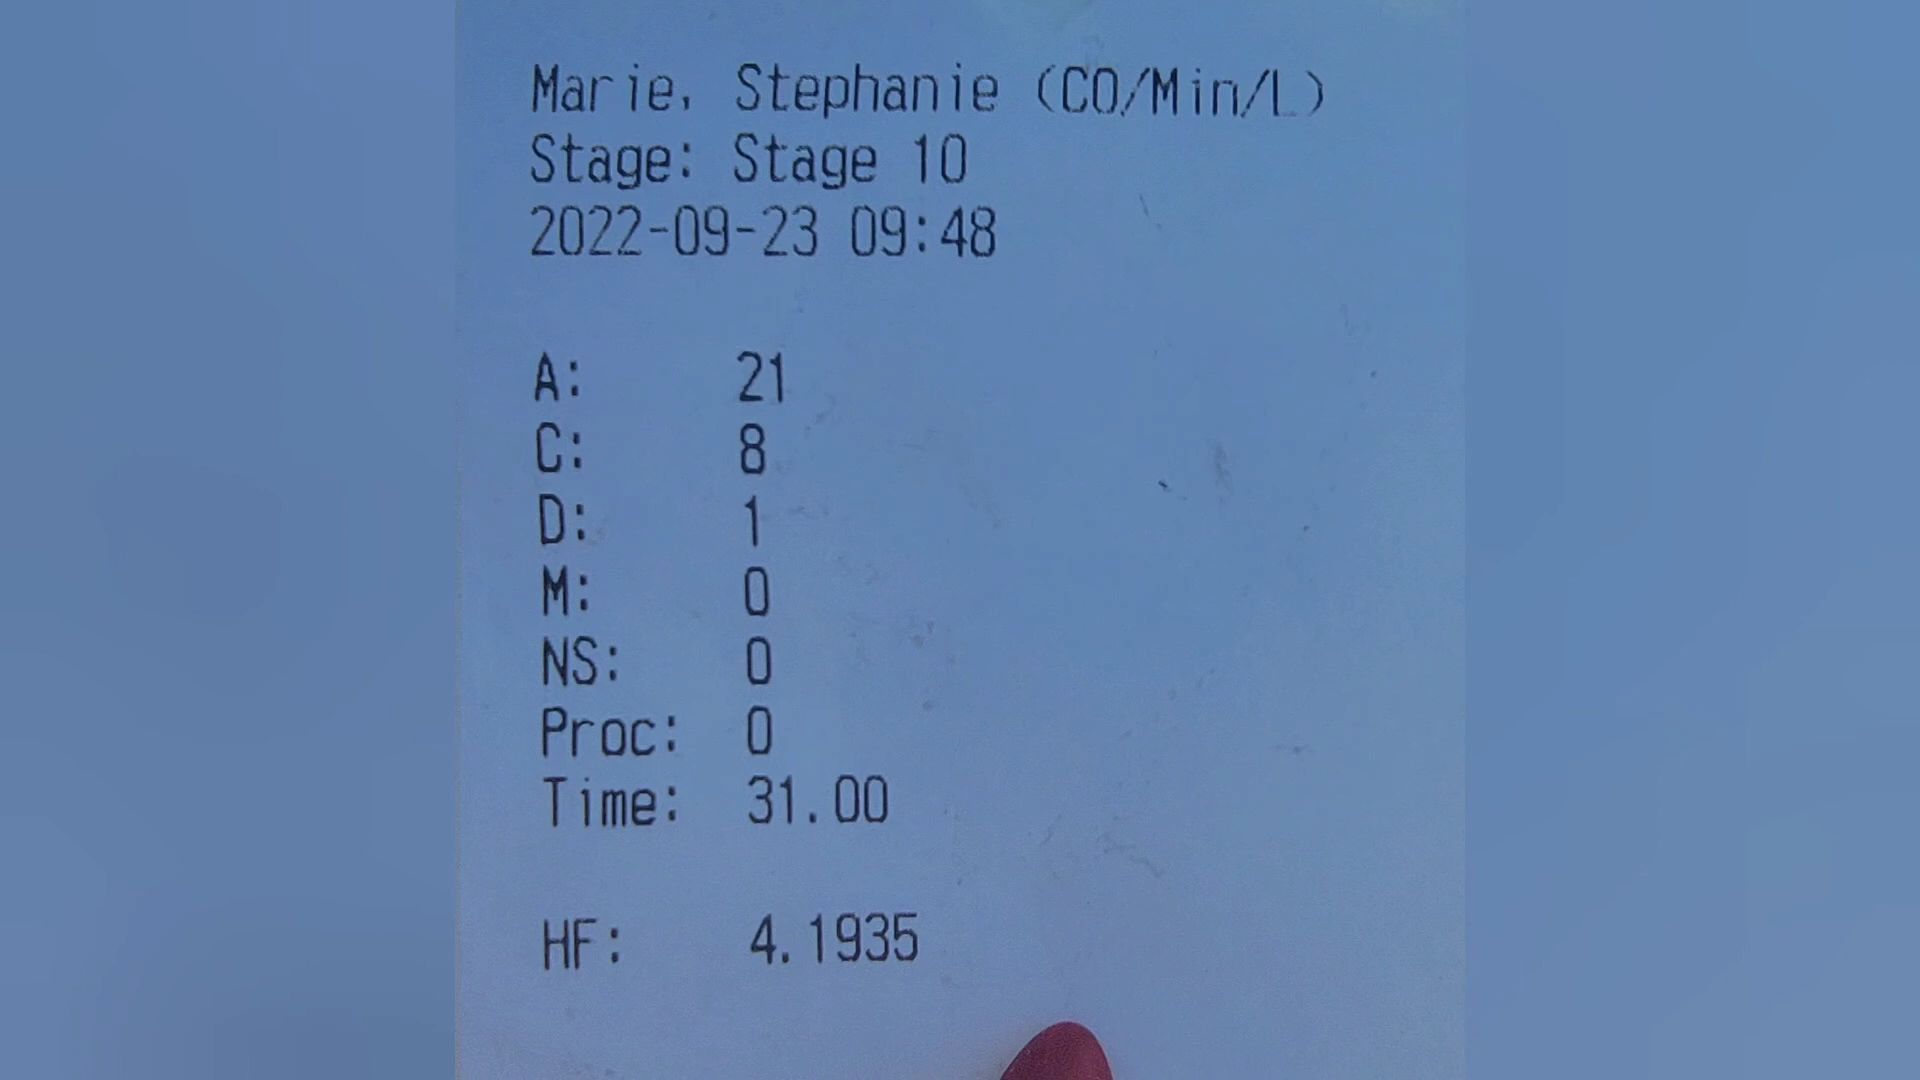 Marie, Stephanie (CO/Min/L)
Stage: Stage 10
2022-09-23 09:48
A: 21
C: 8
D: 1
M: 0
NS: 0
Proc: 0
Time: 31.00
HF: 4.1935